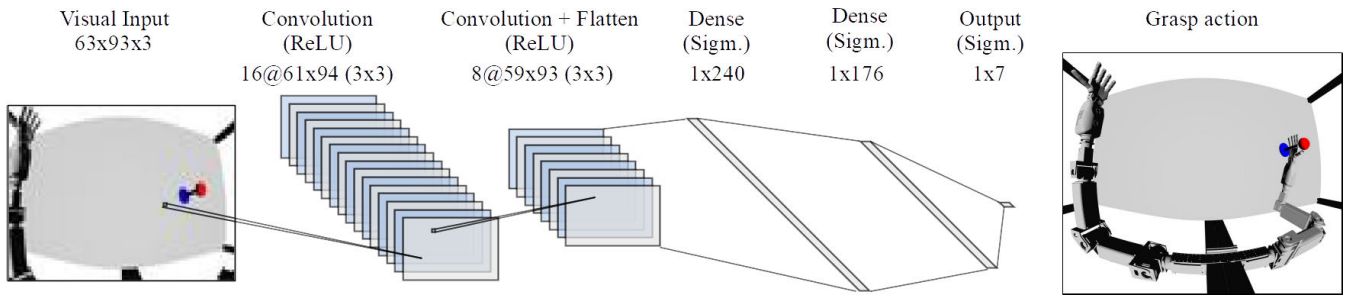 Visual Input
63x93x3
Convolution
(ReLU)
16@61x94 (3x3)
Convolution + Flatten
(ReLU)
8@59x93 (3x3)
Dense
(Sigm.)
1x240
Dense
(Sigm.)
1x176
Output
(Sigm.)
1x7
Grasp action